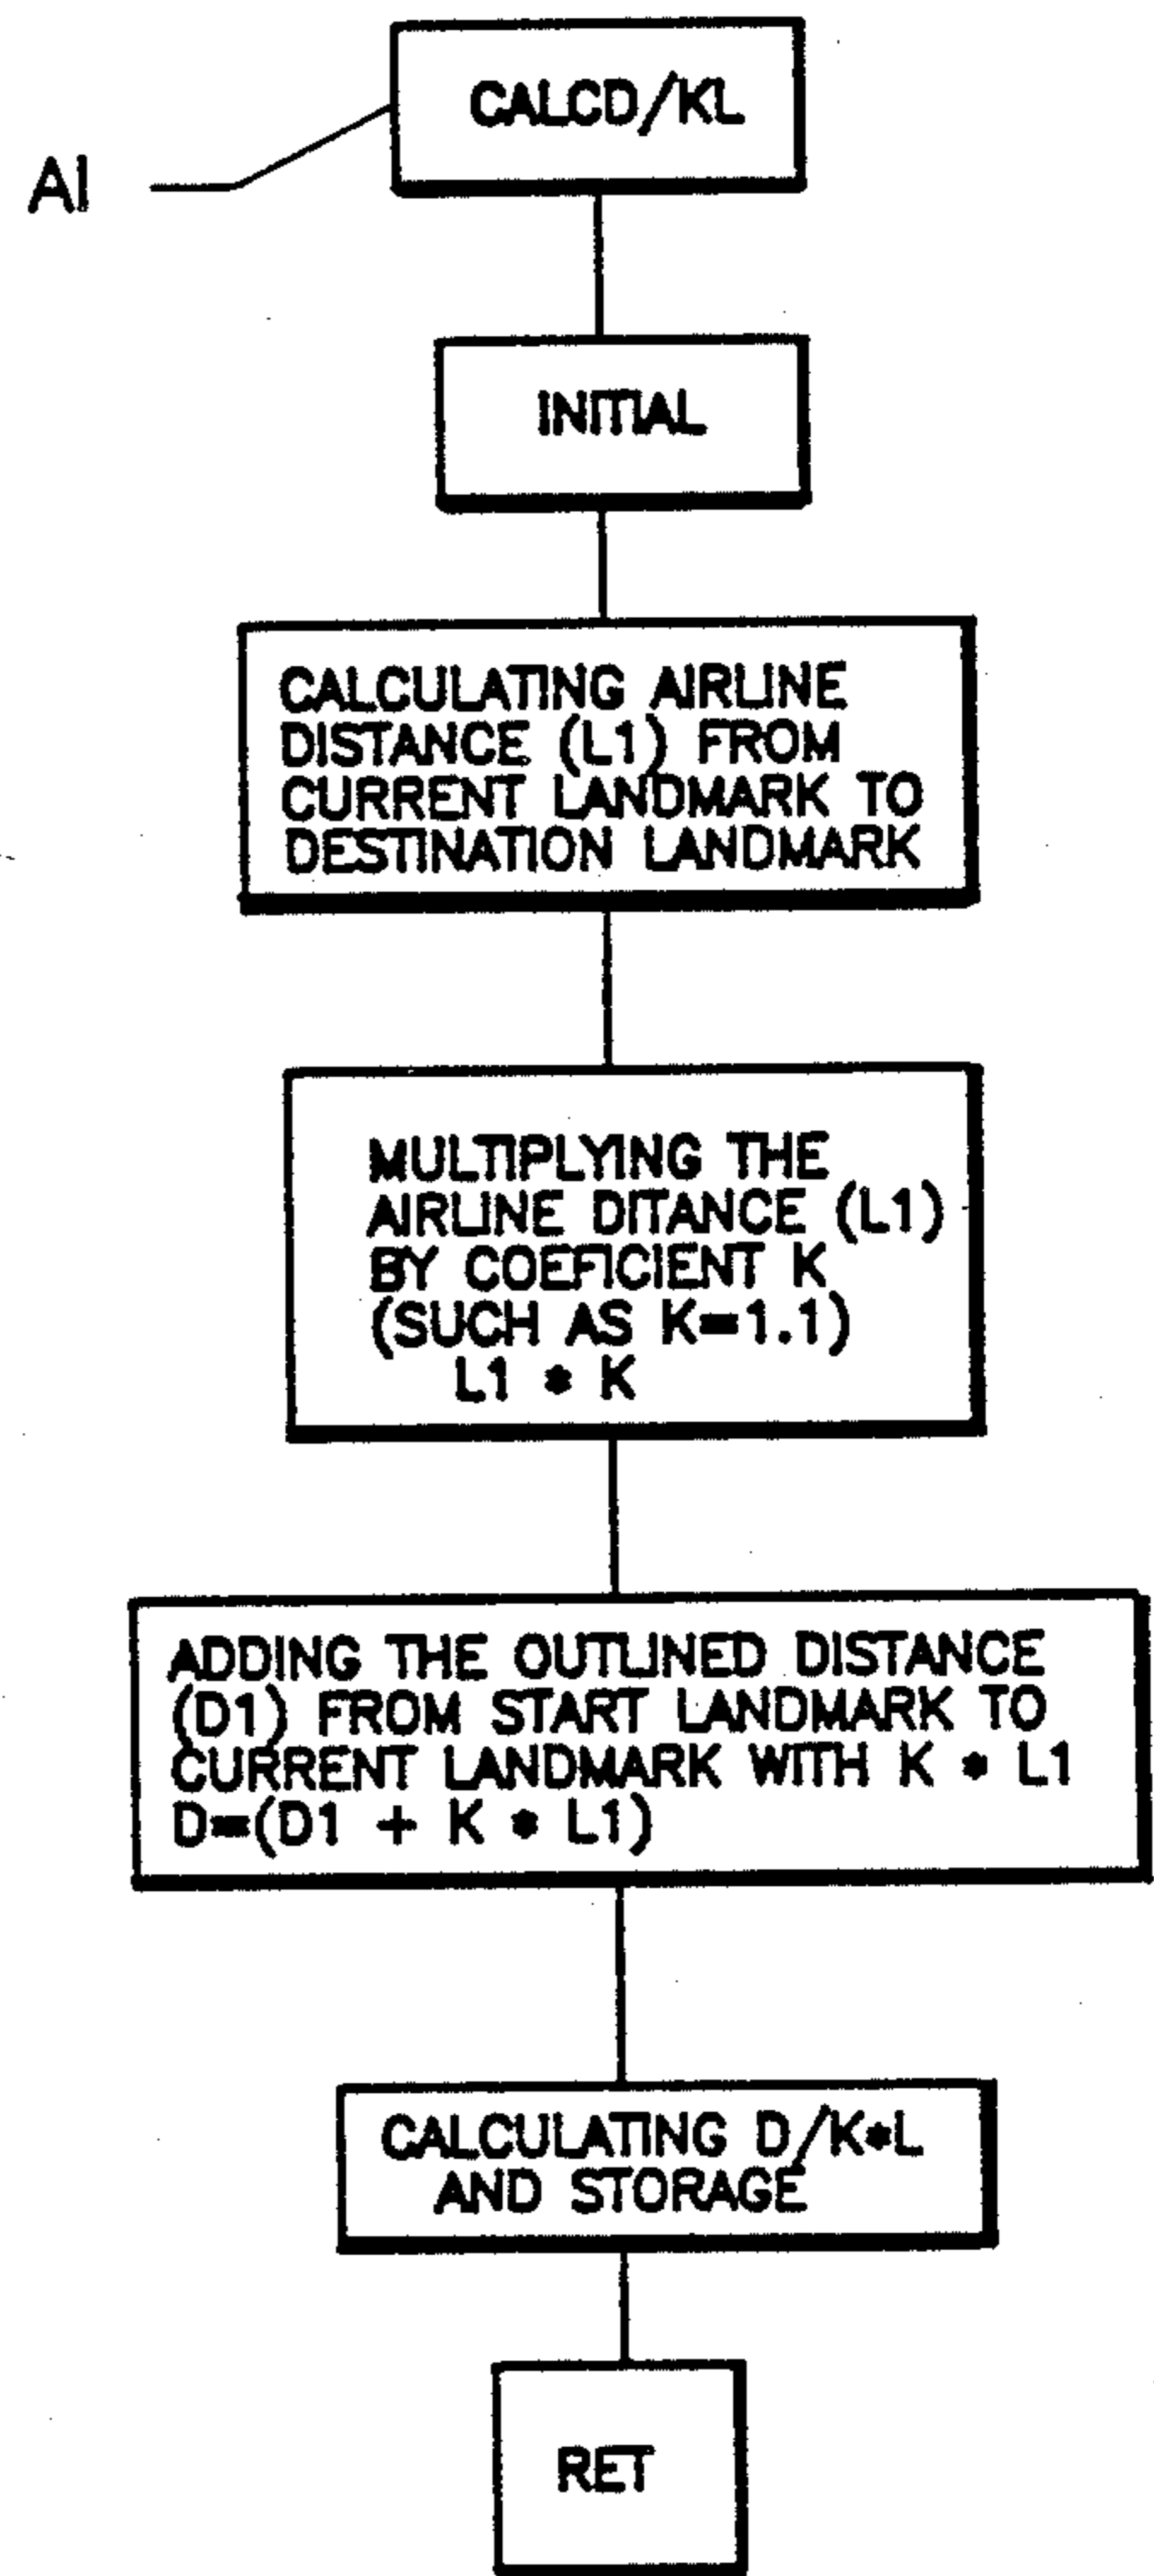 CALCD/KL
A1
INITIAL
CALCULATING AIRLINE
DISTANCE (L1) FROM
CURRENT LANDMARK TO
DESTINATION LANDMARK
MULTIPLYING THE
AIRLINE DITANCE (L1)
BY COEFICIENT K
(SUCH AS K=1.1)
L1 * K
ADDING THE OUTLINED DISTANCE
(D1) FROM START LANDMARK TO
CURRENT LANDMARK WITH K * L1
D=(D1 + K * L1)
CALCULATING D/K*L
AND STORAGE
RET